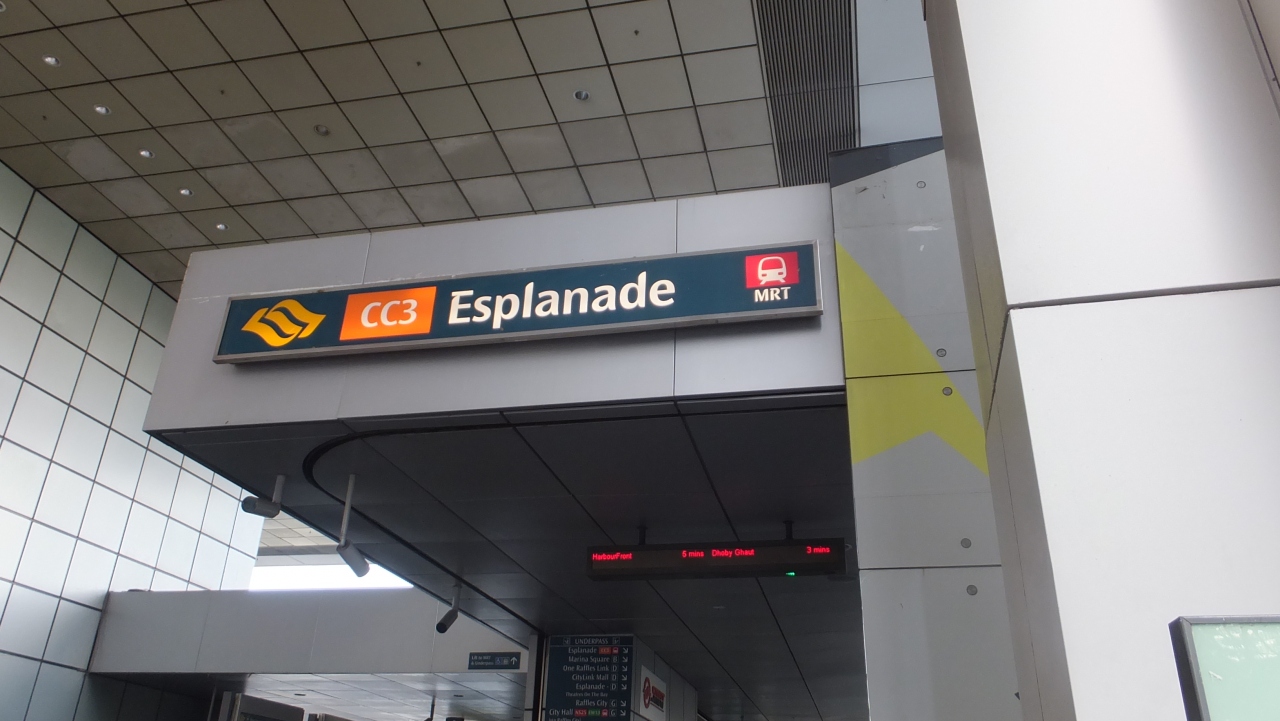 CC3 Esplanade MRT
HarbourFront 5 mins Dhoby Ghaut 3 mins
UNDERPASS
Esplanade
Marina Square B
One Raffles Link D
CityLink Mall D
Esplanade D
Theatres On The Bay
Raffles City G
City Hall G